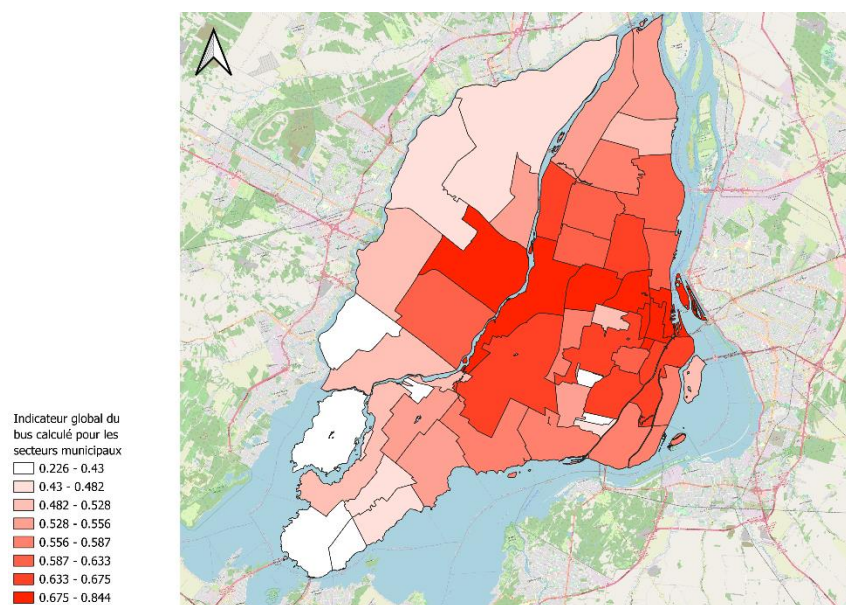 Indicateur global du
bus calculé pour les
secteurs municipaux
0.226 - 0.43
0.43 - 0.482
0.482 - 0.528
0.528 - 0.556
0.556 - 0.587
0.587 - 0.633
0.633 - 0.675
0.675 - 0.844